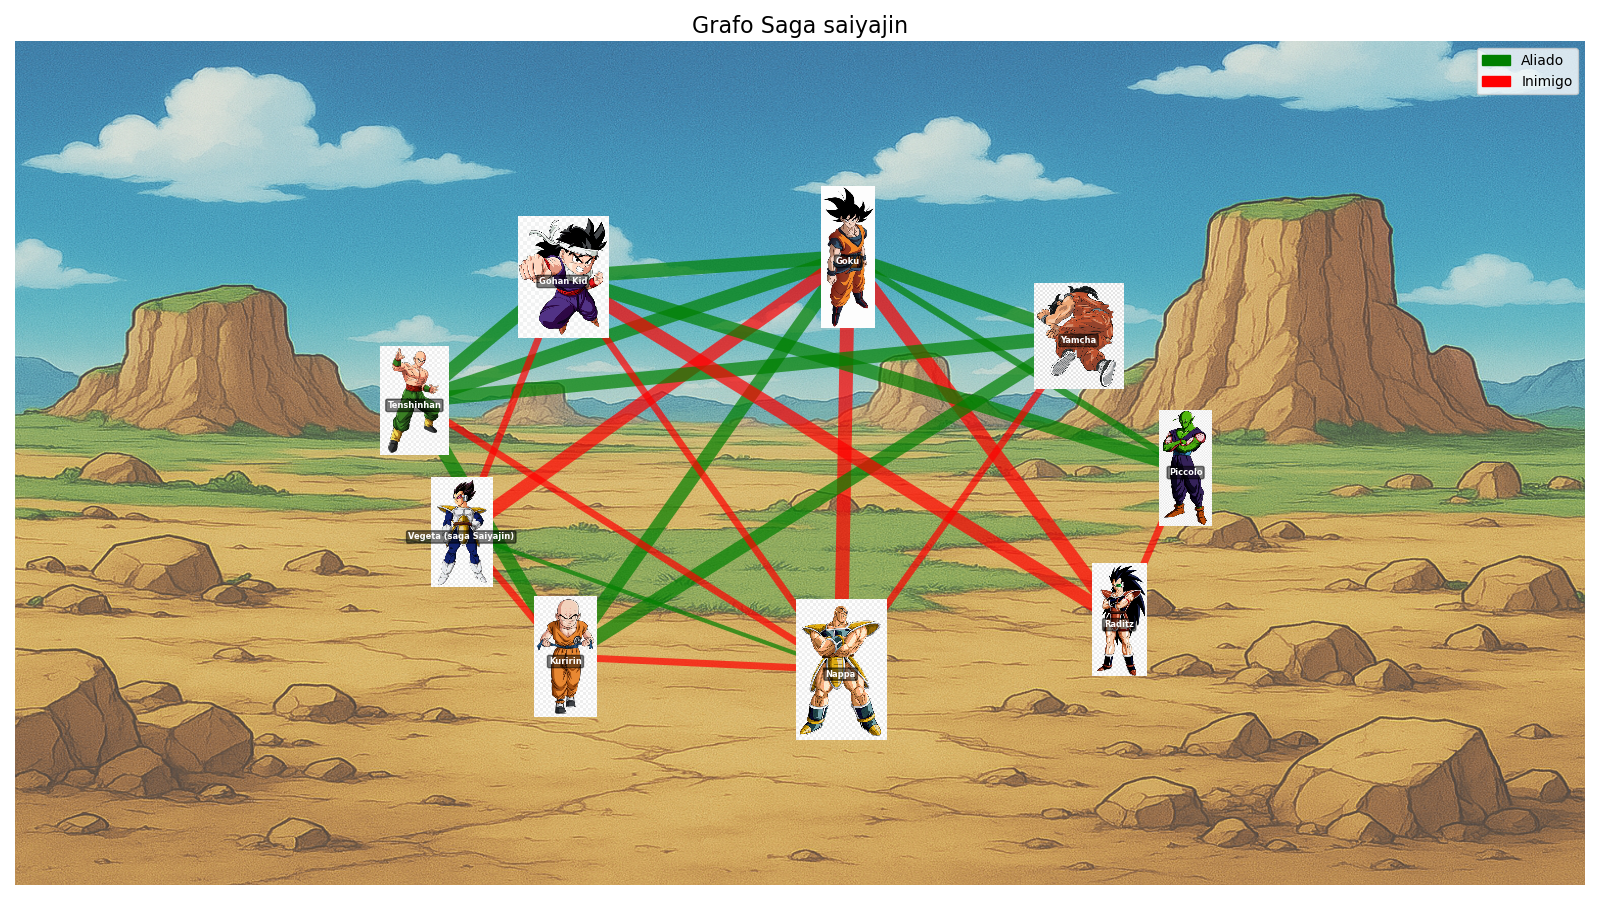 Grafo Saga saiyajin
Aliado
Inimigo
Goku
Gohan Kid
Yamcha
Tenshinhan
Piccolo
Vegeta (saga Saiyajin)
Raditz
Kuririn
Nappa